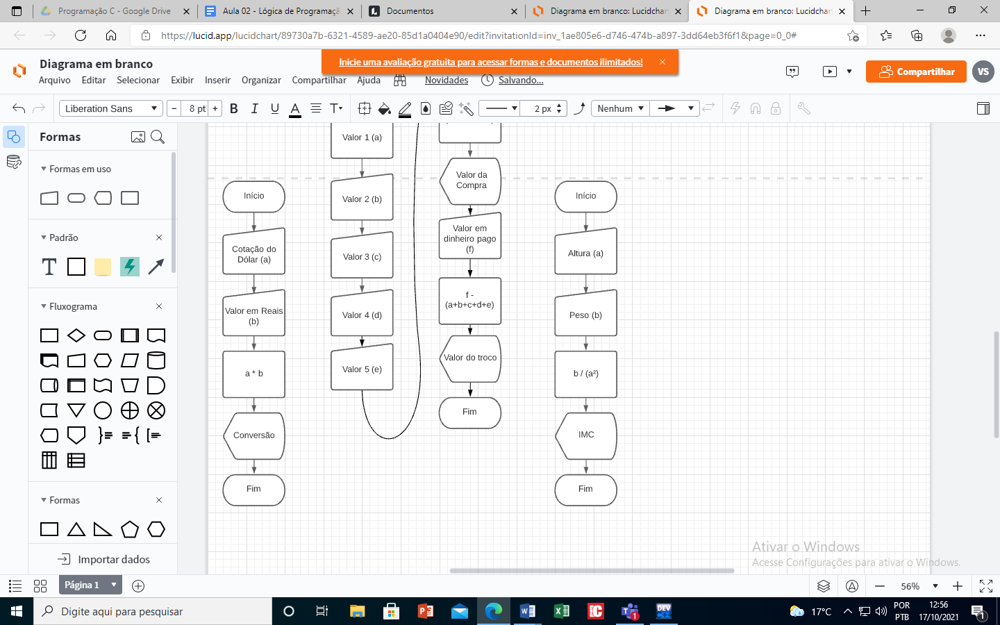 Programação C - Google Drive
Aula 02 - Lógica de Programaçã
Documentos
Diagrama em branco: Lucidchart
Diagrama em branco: Lucidchart
https://lucid.app/lucidchart/89730a7b-6321-4589-ae20-85d1a0404e90/edit?invitationId=inv_1ae805e6-d746-474b-a897-3dd64eb3f6f1&page=0_0#
Inicie uma avaliação gratuita para acessar formas e documentos ilimitados!
Diagrama em branco
Arquivo Editar Selecionar Exibir Inserir Organizar Compartilhar Ajuda Novidades Salvando...
Compartilhar
VS
Liberation Sans
8 pt
B I U A T
2 px
Nenhum
Formas
Formas em uso
Padrão
T
Fluxograma
Formas
Importar dados
Início
Cotação do
Dólar (a)
Valor em Reais
(b)
a * b
Conversão
Fim
Valor 1 (a)
Valor 2 (b)
Valor 3 (c)
Valor 4 (d)
Valor 5 (e)
Valor da
Compra
Valor em
dinheiro pago
(f)
f -
(a+b+c+d+e)
Valor do troco
Fim
Início
Altura (a)
Peso (b)
b / (a²)
IMC
Fim
Ativar o Windows
Acesse Configurações para ativar o Windows.
Página 1
56%
Digite aqui para pesquisar
DEV
1
17°C
POR
PTB
12:56
17/10/2021
1